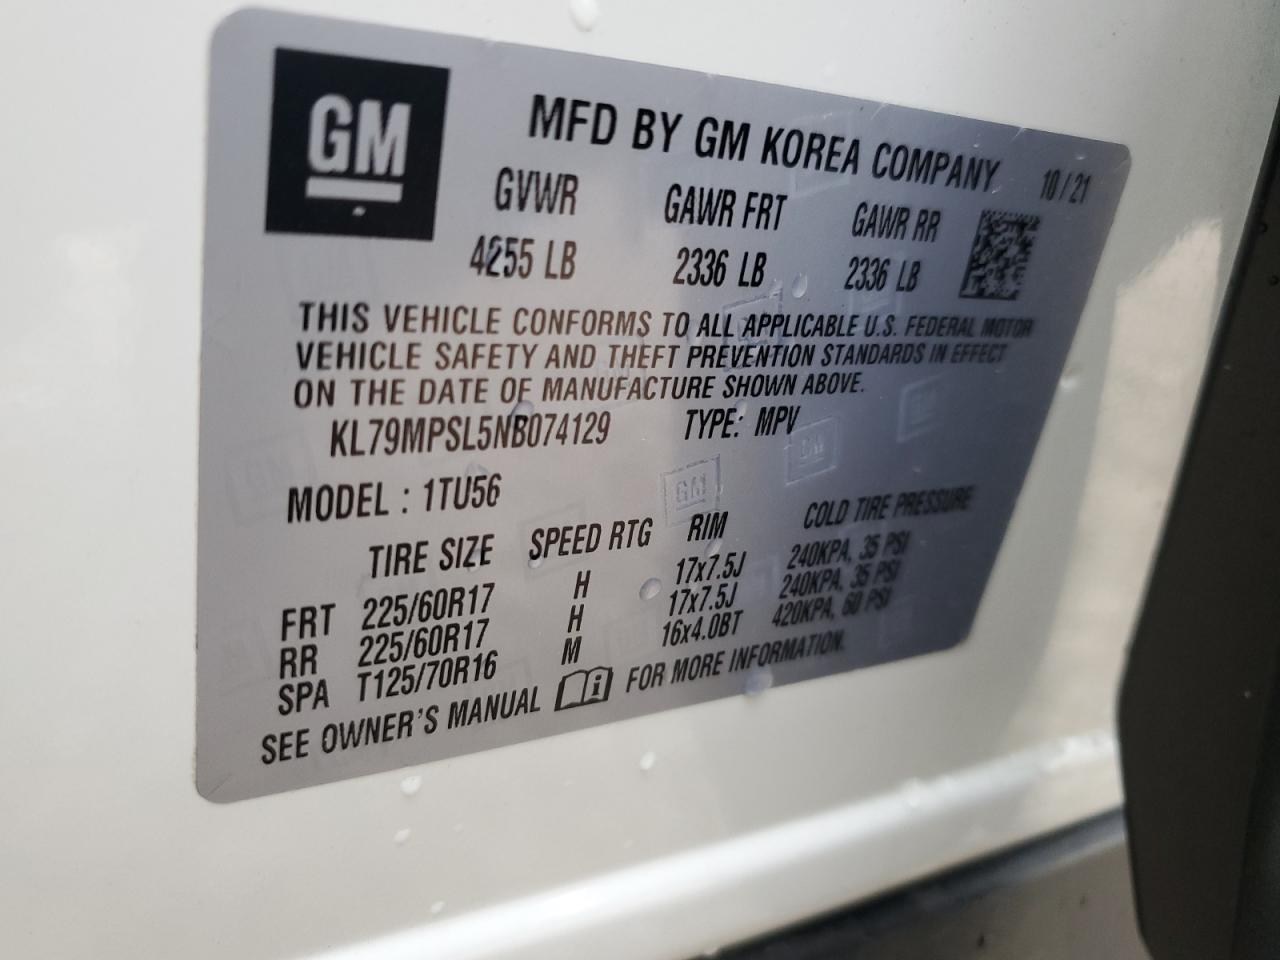 GM
MFD BY GM KOREA COMPANY 10/21
GVWR GAWR FRT GAWR RR
4255 LB 2336 LB 2336 LB
THIS VEHICLE CONFORMS TO ALL APPLICABLE U.S. FEDERAL MOTOR
VEHICLE SAFETY AND THEFT PREVENTION STANDARDS IN EFFECT
ON THE DATE OF MANUFACTURE SHOWN ABOVE.
KL79MPSL5NB074129 TYPE: MPV
MODEL : 1TU56
TIRE SIZE SPEED RTG RIM COLD TIRE PRESSURE
FRT 225/60R17 H 17x7.5J 240KPA, 35 PSI
RR 225/60R17 H 17x7.5J 240KPA, 35 PSI
SPA T125/70R16 M 16x4.0BT 420KPA, 60 PSI
SEE OWNER'S MANUAL i FOR MORE INFORMATION.